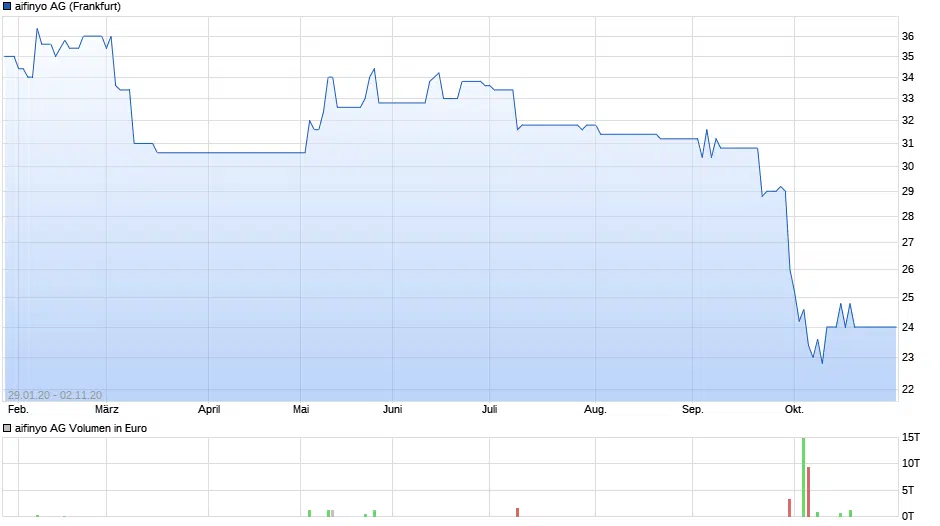 aifinyo AG (Frankfurt)
36
35
34
33
32
31
30
29
28
27
26
25
24
23
22
29.01.20 - 02.11.20
Feb. März April Mai Juni Juli Aug. Sep. Okt.
aifinyo AG Volumen in Euro
15T
10T
5T
0T